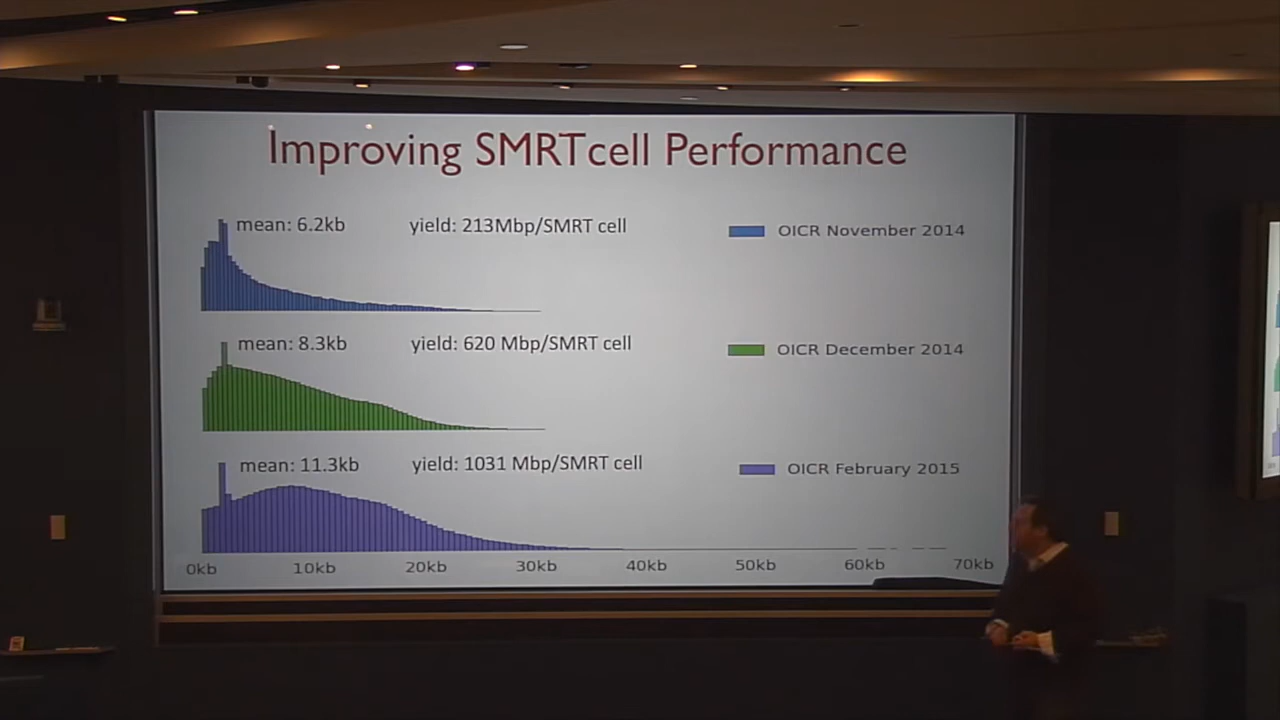 Improving SMRTcell Performance
mean: 6.2kb yield: 213Mbp/SMRT cell OICR November 2014
mean: 8.3kb yield: 620 Mbp/SMRT cell OICR December 2014
mean: 11.3kb yield: 1031 Mbp/SMRT cell OICR February 2015
0kb 10kb 20kb 30kb 40kb 50kb 60kb 70kb